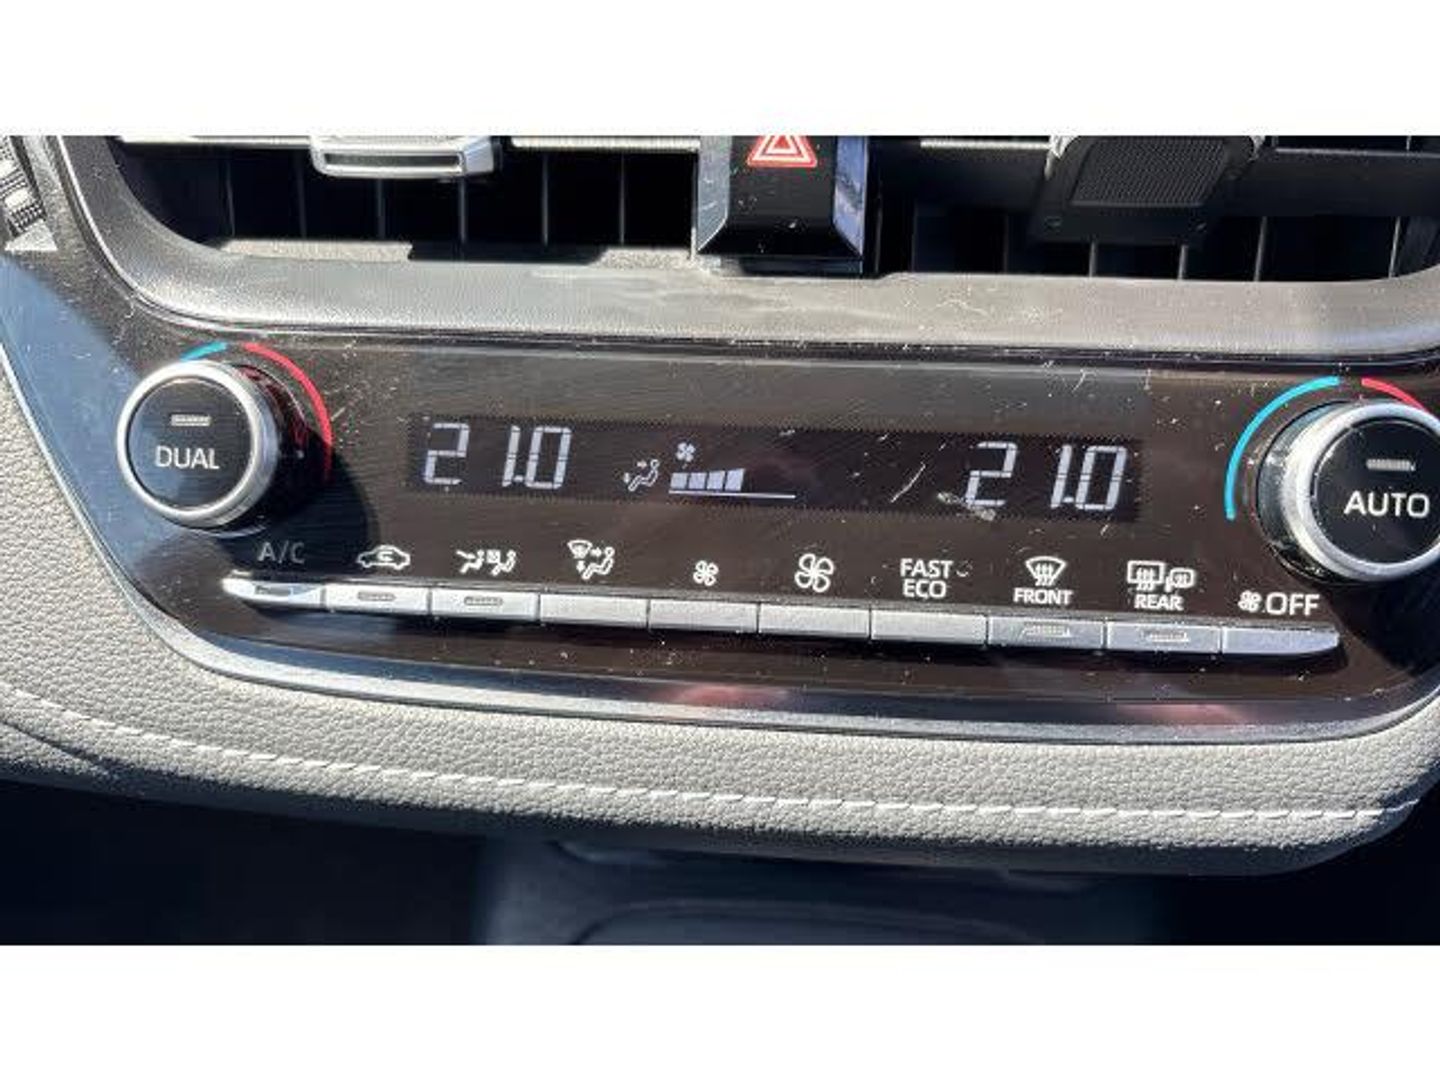 21.0 21.0
DUAL
AUTO
A/C
FAST
ECO
FRONT
REAR
OFF